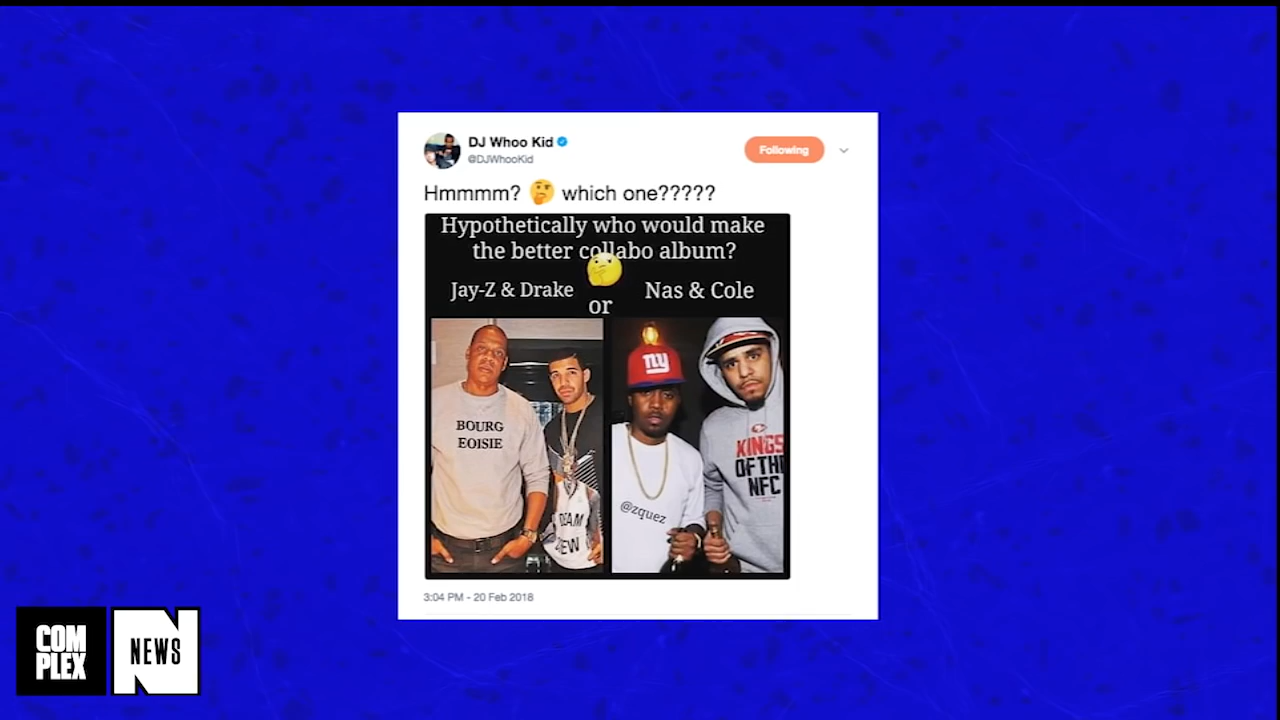 DJ Whoo Kid
@DJWhooKid
Following
Hmmmm? 🤔 which one?????
Hypothetically who would make
the better collabo album?
Jay-Z & Drake
or
Nas & Cole
BOURG
EOISIE
NY
@zquez
KINGS
OF THE
NFC
3:04 PM - 20 Feb 2018
COM
PLEX
NEWS